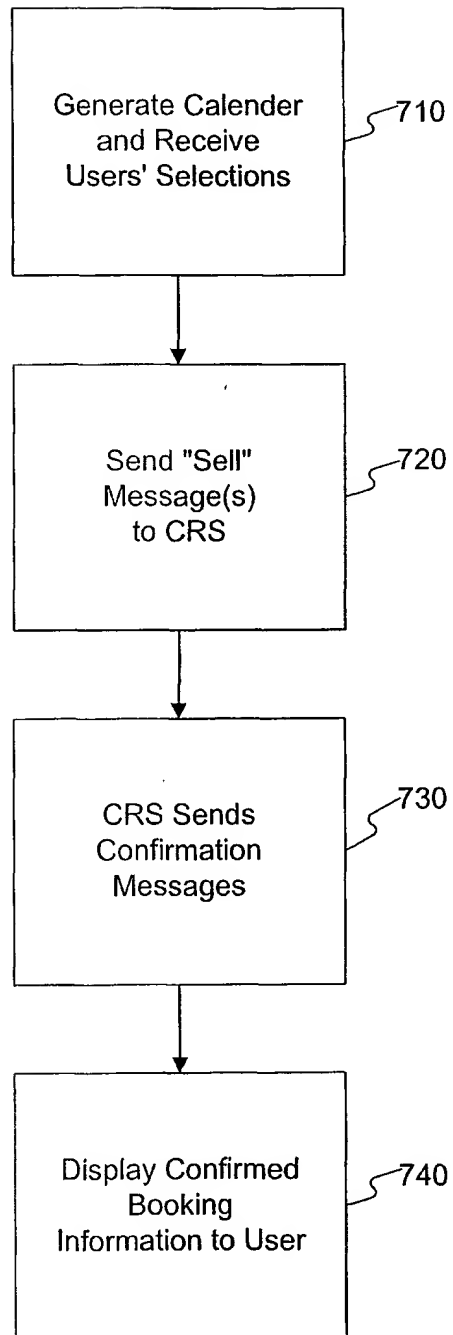 Generate Calender
and Receive
Users' Selections
710
Send "Sell"
Message(s)
to CRS
720
CRS Sends
Confirmation
Messages
730
Display Confirmed
Booking
Information to User
740